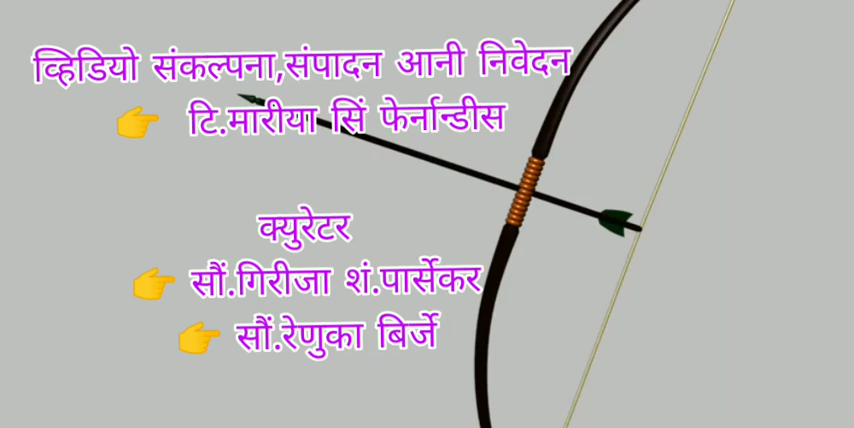 व्हिडियो संकल्पना,संपादन आनी निवेदन
👉 टि.मारीया सिं फेर्नान्डीस
क्युरेटर
👉 सौं.गिरीजा शं.पार्सेकर
👉 सौं.रेणुका बिर्जे